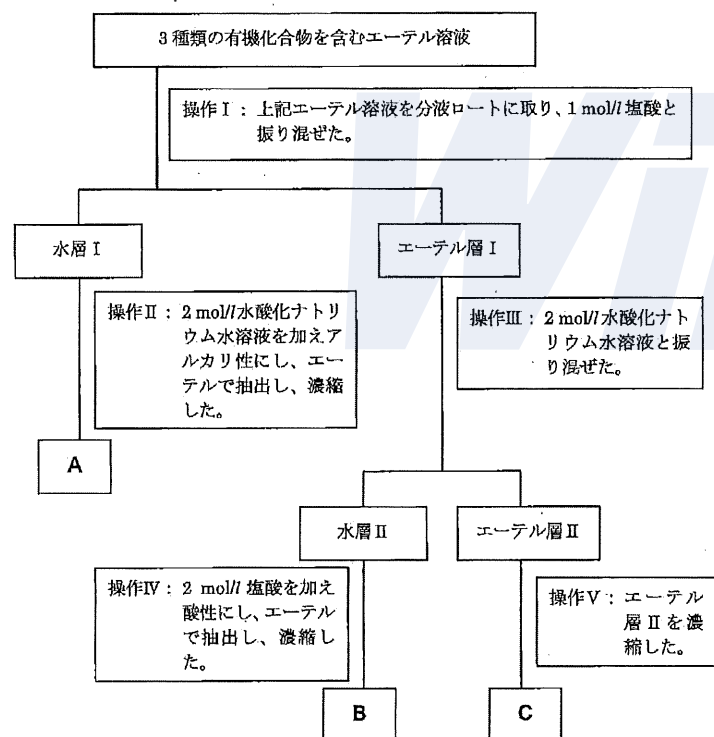 3種類の有機化合物を含むエーテル溶液
操作Ⅰ：上記エーテル溶液を分液ロートに取り、1 mol/l 塩酸と
振り混ぜた。
水層Ⅰ
エーテル層Ⅰ
操作Ⅱ：2 mol/l 水酸化ナトリ
ウム水溶液を加えア
ルカリ性にし、エー
テルで抽出し、濃縮
した。
操作Ⅲ：2 mol/l 水酸化ナト
リウム水溶液と振
り混ぜた。
A
水層Ⅱ
エーテル層Ⅱ
操作Ⅳ：2 mol/l 塩酸を加え
酸性にし、エーテル
で抽出し、濃縮し
た。
操作Ⅴ：エーテル
層Ⅱを濃
縮した。
B
C